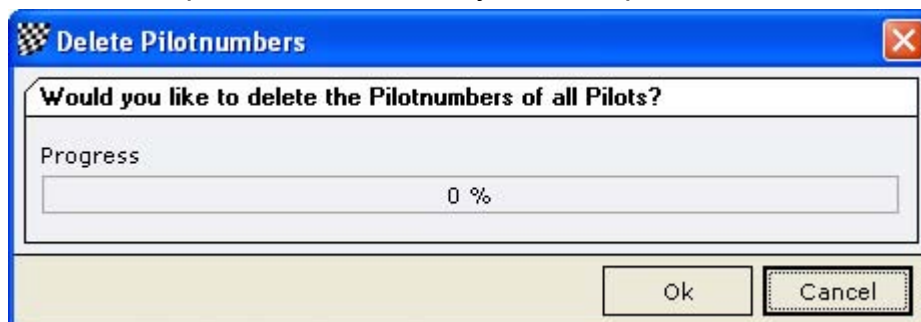 Delete Pilotnumbers
Would you like to delete the Pilotnumbers of all Pilots?
Progress
0 %
Ok
Cancel